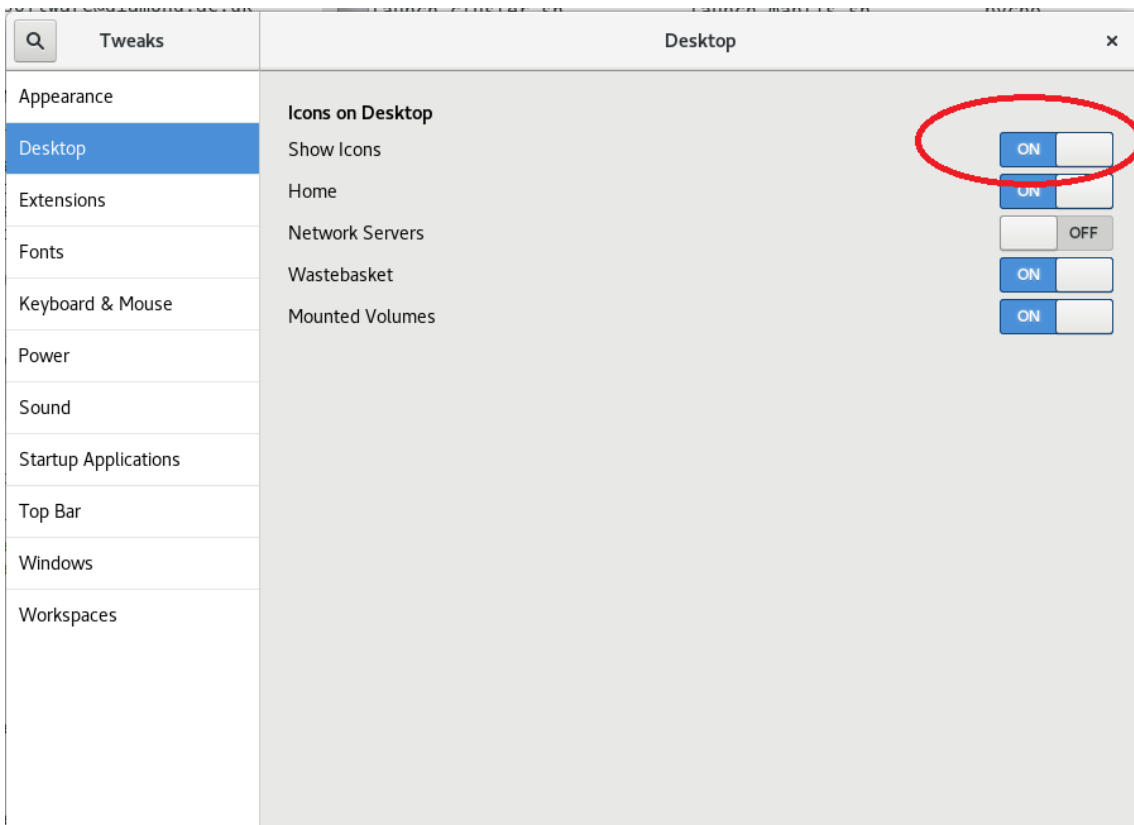 Tweaks
Desktop
Appearance
Desktop
Extensions
Fonts
Keyboard & Mouse
Power
Sound
Startup Applications
Top Bar
Windows
Workspaces
Icons on Desktop
Show Icons ON
Home ON
Network Servers OFF
Wastebasket ON
Mounted Volumes ON